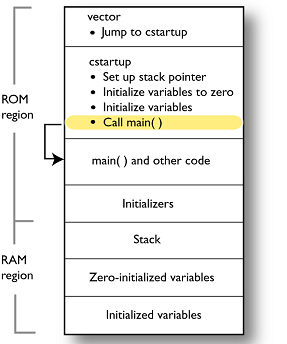 vector
• Jump to cstartup
cstartup
• Set up stack pointer
• Initialize variables to zero
• Initialize variables
• Call main( )
ROM
region
main( ) and other code
Initializers
Stack
RAM
region
Zero-initialized variables
Initialized variables